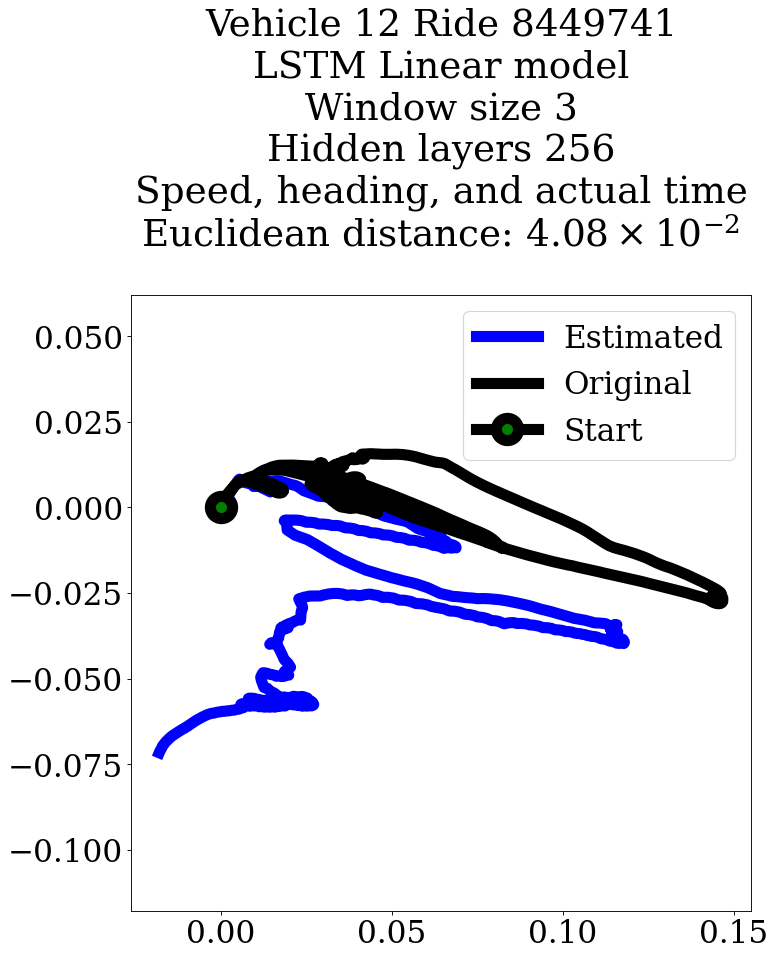 Vehicle 12 Ride 8449741
LSTM Linear model
Window size 3
Hidden layers 256
Speed, heading, and actual time
Euclidean distance: 4.08 × 10⁻²
Estimated
Original
Start
0.050
0.025
0.000
−0.025
−0.050
−0.075
−0.100
0.00 0.05 0.10 0.15